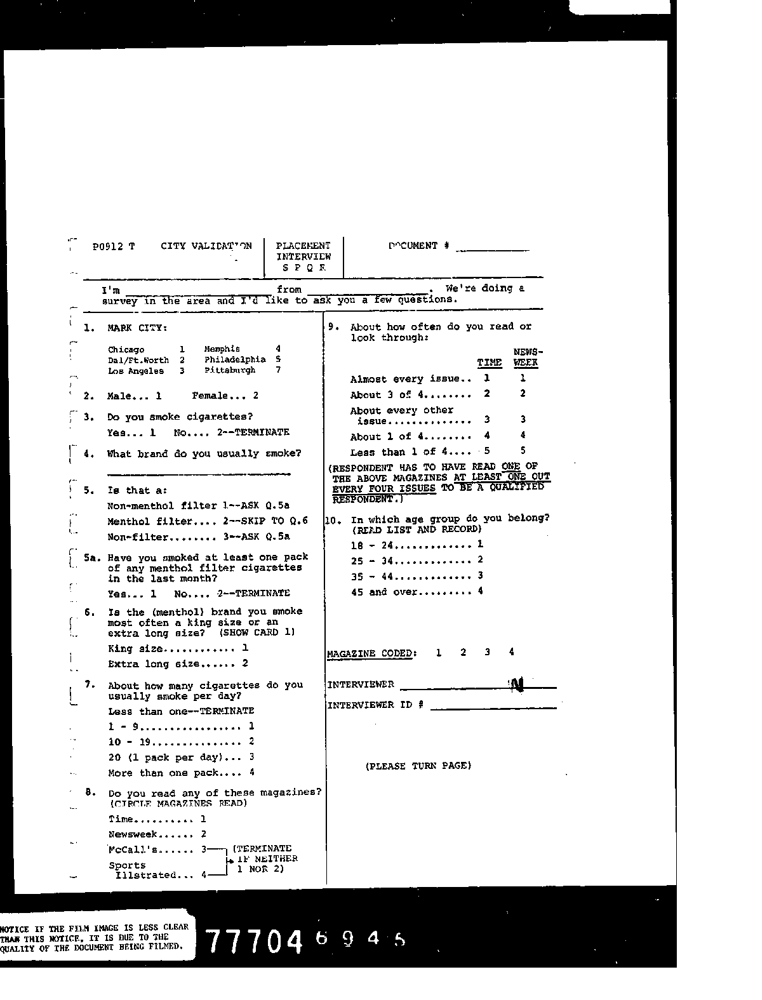 P0912 T CITY VALIDATION
PLACEMENT
INTERVIEW
S P Q R
DOCUMENT # ____________
I'm ____________ from ____________. We're doing a
survey in the area and I'd like to ask you a few questions.
1. MARK CITY:
Chicago 1 Memphis 4
Dal/Ft.Worth 2 Philadelphia 5
Los Angeles 3 Pittsburgh 7
2. Male... 1 Female... 2
3. Do you smoke cigarettes?
Yes... 1 No.... 2--TERMINATE
4. What brand do you usually smoke?
5. Is that a:
Non-menthol filter 1--ASK Q.5a
Menthol filter.... 2--SKIP TO Q.6
Non-filter........ 3--ASK Q.5a
5a. Have you smoked at least one pack
of any menthol filter cigarettes
in the last month?
Yes... 1 No.... 2--TERMINATE
6. Is the (menthol) brand you smoke
most often a king size or an
extra long size? (SHOW CARD 1)
King size............ 1
Extra long size...... 2
7. About how many cigarettes do you
usually smoke per day?
Less than one--TERMINATE
1 - 9................ 1
10 - 19............... 2
20 (1 pack per day)... 3
More than one pack.... 4
8. Do you read any of these magazines?
(CIRCLE MAGAZINES READ)
Time.......... 1
Newsweek...... 2
McCall's...... 3 (TERMINATE
IF NEITHER
Sports 1 NOR 2)
Illstrated... 4
9. About how often do you read or
look through:
NEWS-
TIME WEEK
Almost every issue.. 1 1
About 3 of 4........ 2 2
About every other
issue.............. 3 3
About 1 of 4........ 4 4
Less than 1 of 4.... 5 5
(RESPONDENT HAS TO HAVE READ ONE OF
THE ABOVE MAGAZINES AT LEAST ONE OUT
EVERY FOUR ISSUES TO BE A QUALIFIED
RESPONDENT.)
10. In which age group do you belong?
(READ LIST AND RECORD)
18 - 24............ 1
25 - 34............ 2
35 - 44............ 3
45 and over......... 4
MAGAZINE CODED: 1 2 3 4
INTERVIEWER ____________
INTERVIEWER ID # ____________
(PLEASE TURN PAGE)
NOTICE IF THE FILM IMAGE IS LESS CLEAR
THAN THIS NOTICE, IT IS DUE TO THE
QUALITY OF THE DOCUMENT BEING FILMED.
77704 6945